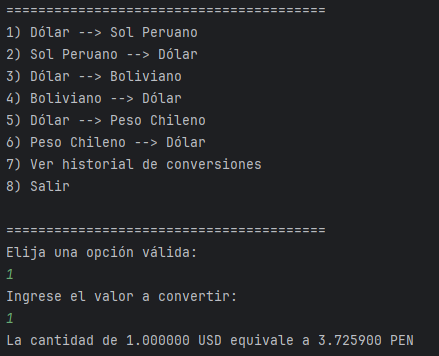 ========================================
1) Dólar --> Sol Peruano
2) Sol Peruano --> Dólar
3) Dólar --> Boliviano
4) Boliviano --> Dólar
5) Dólar --> Peso Chileno
6) Peso Chileno --> Dólar
7) Ver historial de conversiones
8) Salir
========================================
Elija una opción válida:
1
Ingrese el valor a convertir:
1
La cantidad de 1.000000 USD equivale a 3.725900 PEN